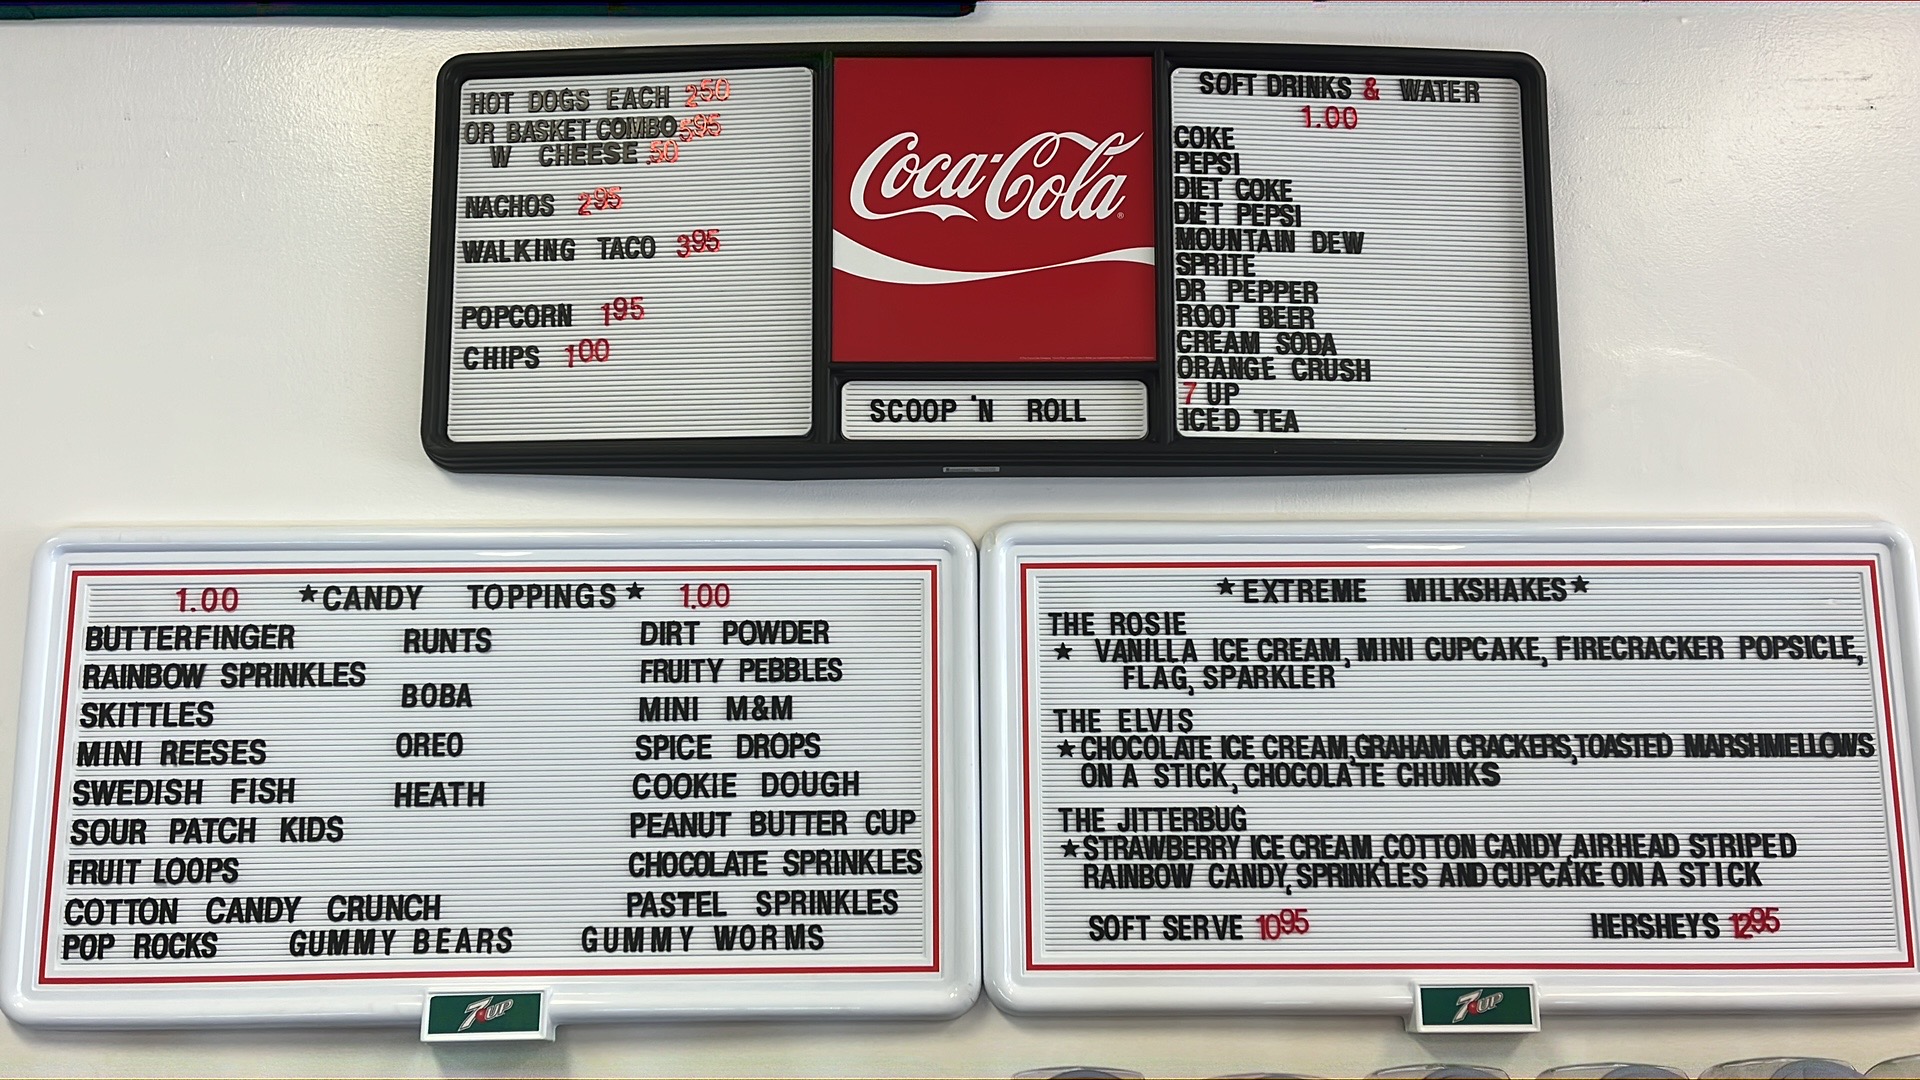 HOT DOGS EACH 2.50
OR BASKET COMBO 5.95
W CHEESE .50
NACHOS 2.95
WALKING TACO 3.95
POPCORN 1.95
CHIPS 1.00
Coca-Cola
SCOOP 'N ROLL
SOFT DRINKS & WATER
1.00
COKE
PEPSI
DIET COKE
DIET PEPSI
MOUNTAIN DEW
SPRITE
DR PEPPER
ROOT BEER
CREAM SODA
ORANGE CRUSH
7 UP
ICED TEA
1.00 *CANDY TOPPINGS* 1.00
BUTTERFINGER
RAINBOW SPRINKLES
SKITTLES
MINI REESES
SWEDISH FISH
SOUR PATCH KIDS
FRUIT LOOPS
COTTON CANDY CRUNCH
RUNTS
BOBA
OREO
HEATH
DIRT POWDER
FRUITY PEBBLES
MINI M&M
SPICE DROPS
COOKIE DOUGH
PEANUT BUTTER CUP
CHOCOLATE SPRINKLES
PASTEL SPRINKLES
POP ROCKS GUMMY BEARS GUMMY WORMS
7UP
*EXTREME MILKSHAKES*
THE ROSIE
* VANILLA ICE CREAM, MINI CUPCAKE, FIRECRACKER POPSICLE,
FLAG, SPARKLER
THE ELVIS
* CHOCOLATE ICE CREAM, GRAHAM CRACKERS, TOASTED MARSHMELLOWS
ON A STICK, CHOCOLATE CHUNKS
THE JITTERBUG
* STRAWBERRY ICE CREAM, COTTON CANDY, AIRHEAD STRIPED
RAINBOW CANDY, SPRINKLES AND CUPCAKE ON A STICK
SOFT SERVE 10.95 HERSHEYS 12.95
7UP